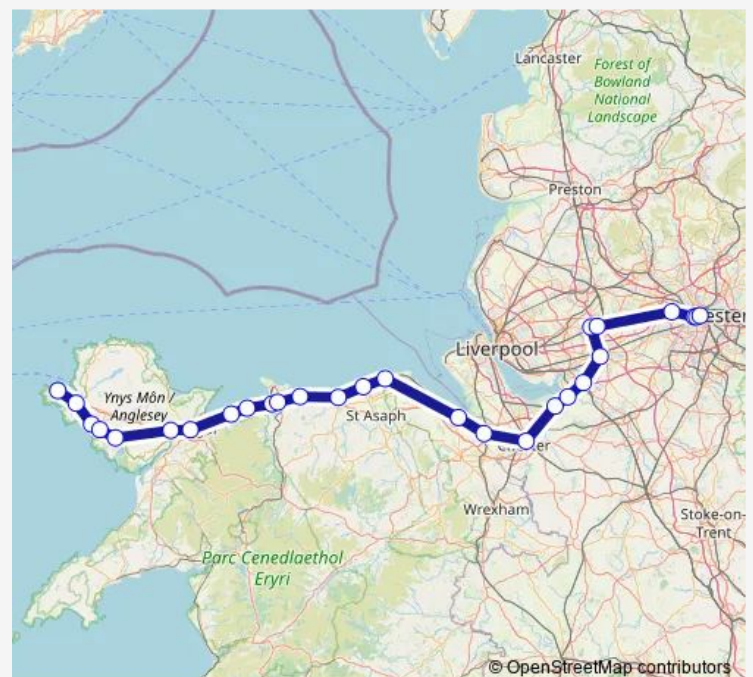 Lancaster
Forest of
Bowland
National
Landscape
Preston
Liverpool
Ynys Môn /
Anglesey
St Asaph
Wrexham
Stoke-on-
Trent
Parc Cenedlaethol
Eryri
© OpenStreetMap contributors